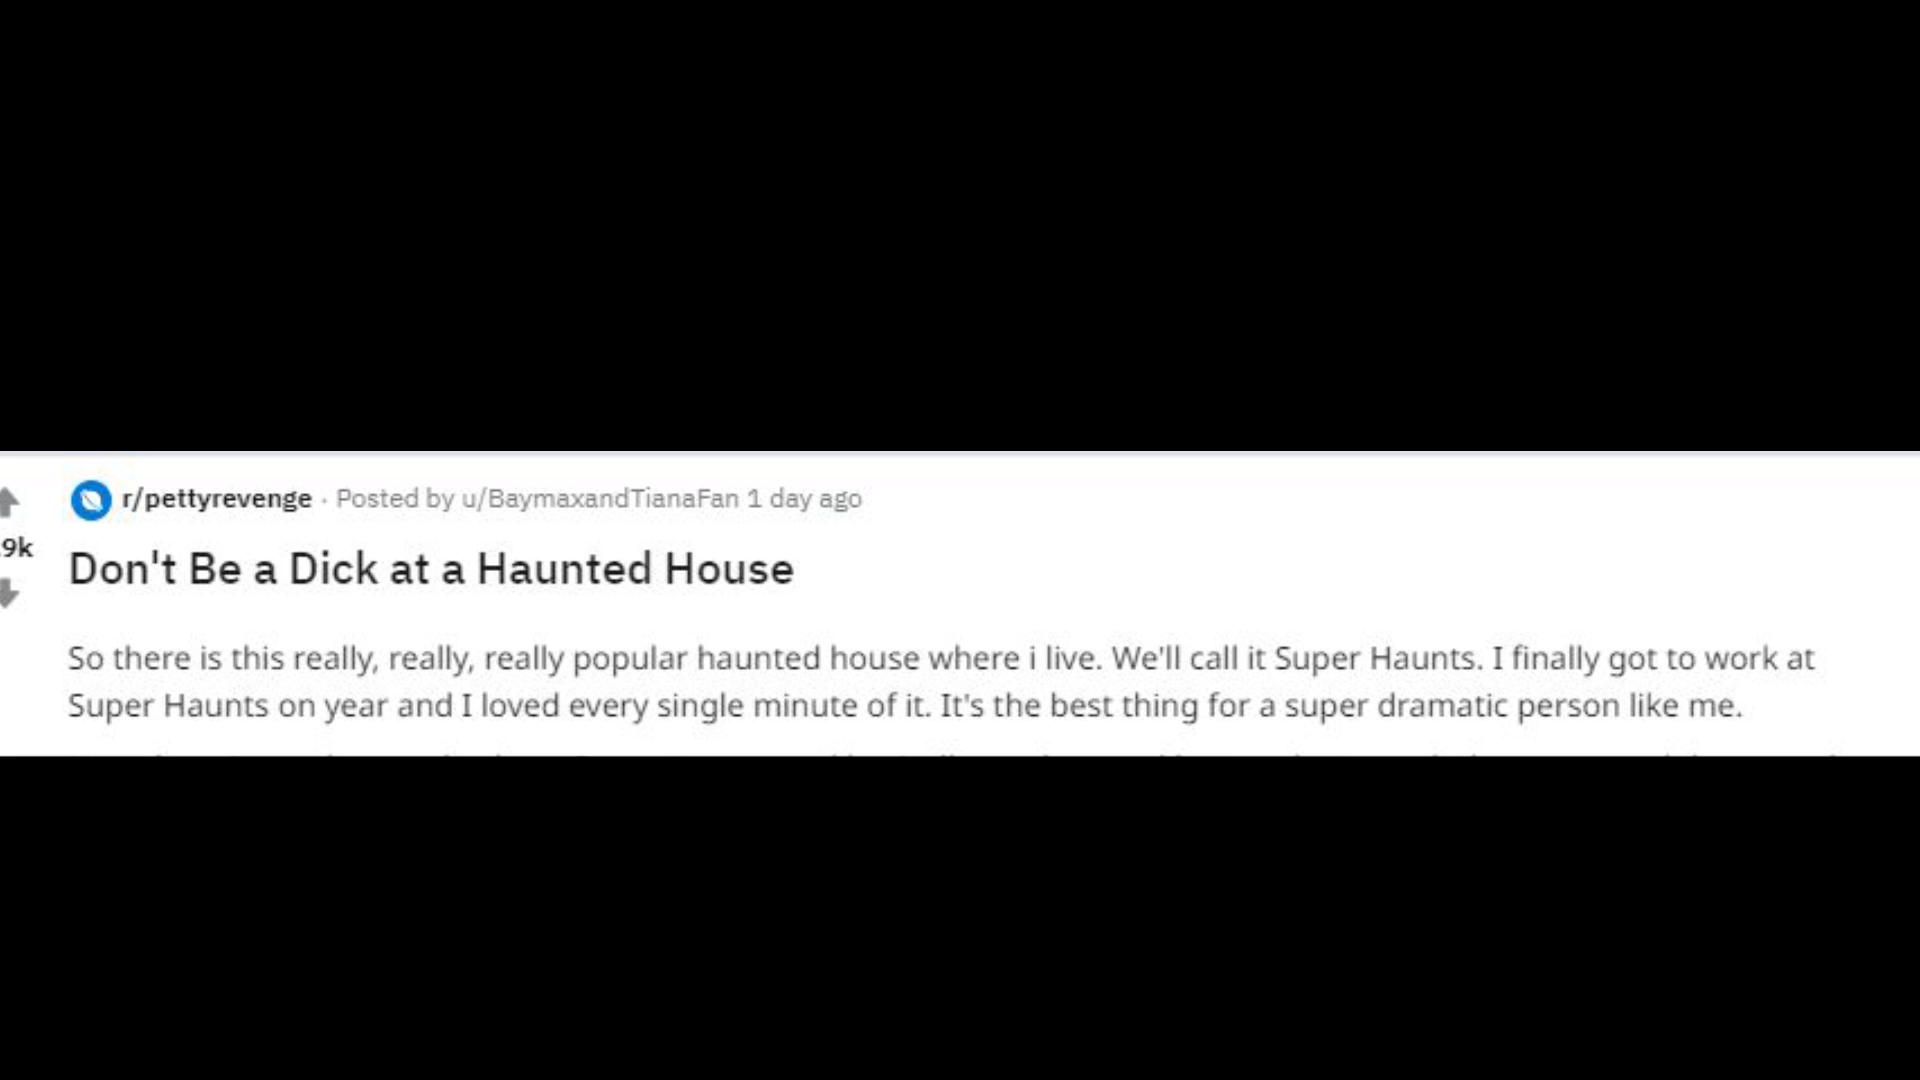 r/pettyrevenge · Posted by u/BaymaxandTianaFan 1 day ago
.9k
Don't Be a Dick at a Haunted House
So there is this really, really, really popular haunted house where i live. We'll call it Super Haunts. I finally got to work at
Super Haunts on year and I loved every single minute of it. It's the best thing for a super dramatic person like me.